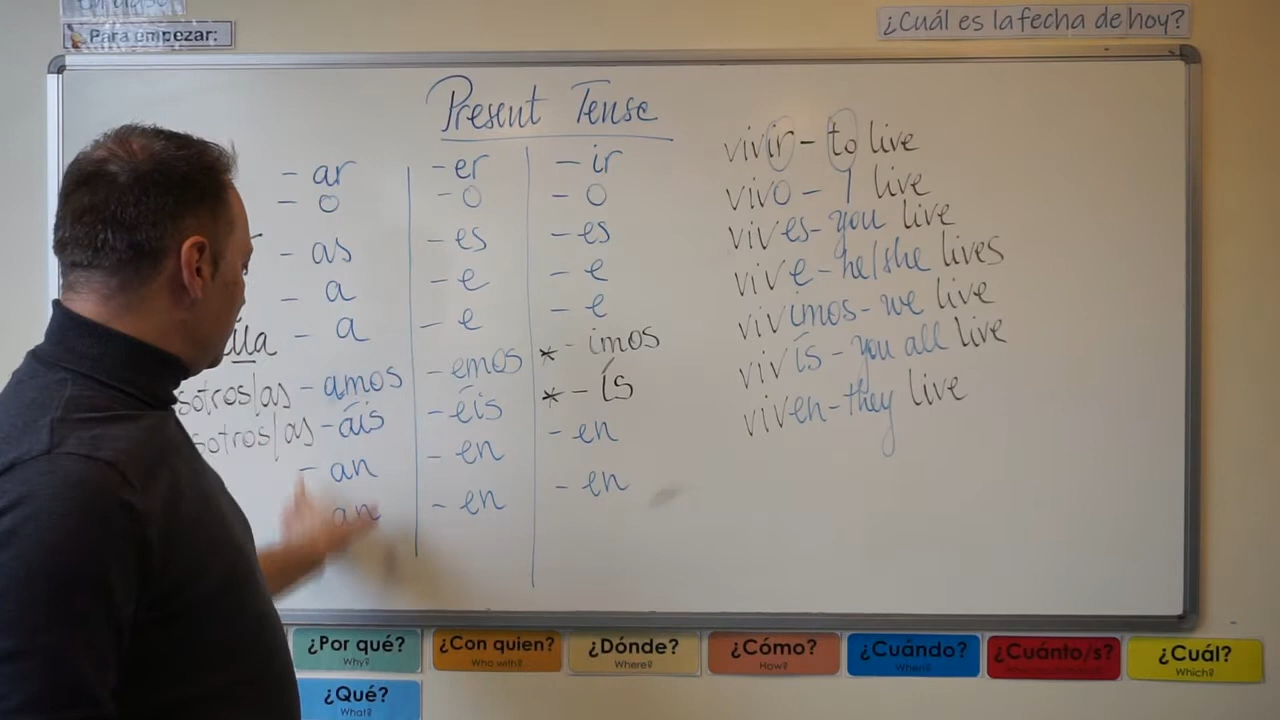 Para empezar:
¿Cuál es la fecha de hoy?
Present Tense
- ar - er - ir
- o - o - o
- as - es - es
- a - e - e
- a - e - e
sotros/as - amos - emos * - imos
sotros/as - áis - éis * - ís
- an - en - en
an - en - en
vivir - to live
vivo - I live
vives - you live
vive - he/she lives
vivimos - we live
vivís - you all live
viven - they live
¿Por qué? ¿Con quien? ¿Dónde? ¿Cómo? ¿Cuándo? ¿Cuánto/s? ¿Cuál?
Why? Who with? Where? How? When? Which?
¿Qué?
What?